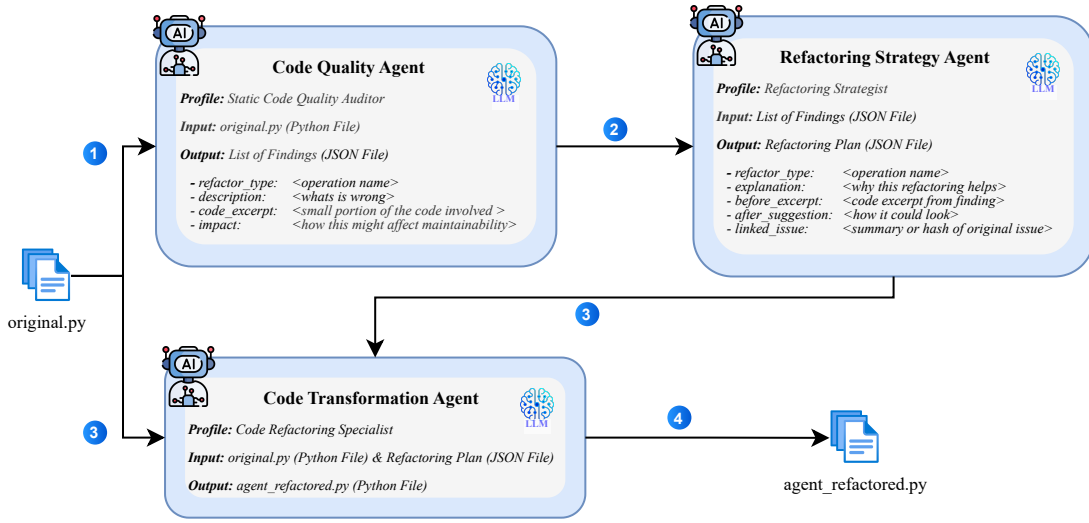 AI
Code Quality Agent
LLM
Profile: Static Code Quality Auditor
Input: original.py (Python File)
Output: List of Findings (JSON File)
- refactor_type: <operation name>
- description: <whats is wrong>
- code_excerpt: <small portion of the code involved >
- impact: <how this might affect maintainability>
AI
Refactoring Strategy Agent
LLM
Profile: Refactoring Strategist
Input: List of Findings (JSON File)
Output: Refactoring Plan (JSON File)
- refactor_type: <operation name>
- explanation: <why this refactoring helps>
- before_excerpt: <code excerpt from finding>
- after_suggestion: <how it could look>
- linked_issue: <summary or hash of original issue>
1
2
original.py
3
3
AI
Code Transformation Agent
LLM
Profile: Code Refactoring Specialist
Input: original.py (Python File) & Refactoring Plan (JSON File)
Output: agent_refactored.py (Python File)
4
agent_refactored.py